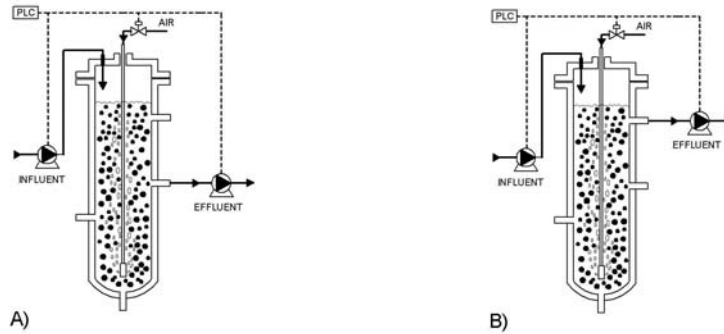 PLC
AIR
INFLUENT
EFFLUENT
A)
PLC
AIR
EFFLUENT
INFLUENT
B)